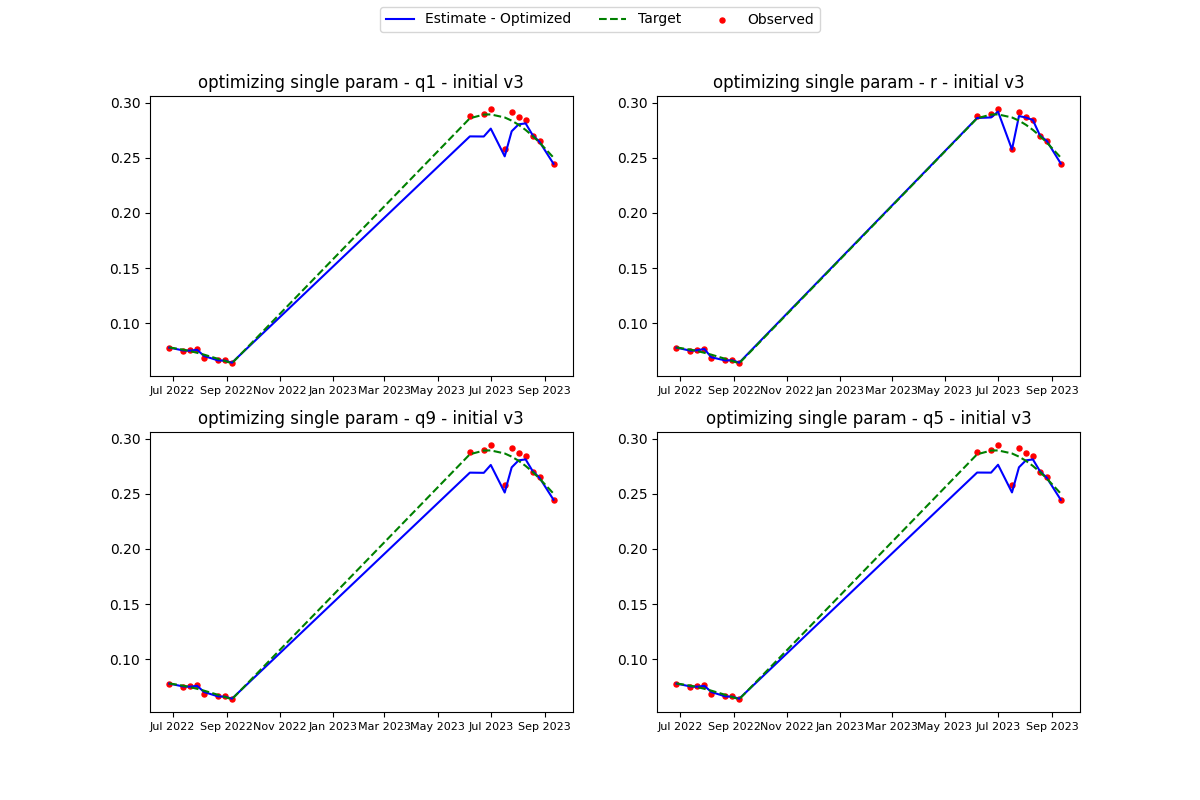 Estimate - Optimized Target Observed
optimizing single param - q1 - initial v3
optimizing single param - r - initial v3
0.30
0.25
0.20
0.15
0.10
Jul 2022 Sep 2022 Nov 2022 Jan 2023 Mar 2023 May 2023 Jul 2023 Sep 2023
0.30
0.25
0.20
0.15
0.10
Jul 2022 Sep 2022 Nov 2022 Jan 2023 Mar 2023 May 2023 Jul 2023 Sep 2023
optimizing single param - q9 - initial v3
optimizing single param - q5 - initial v3
0.30
0.25
0.20
0.15
0.10
Jul 2022 Sep 2022 Nov 2022 Jan 2023 Mar 2023 May 2023 Jul 2023 Sep 2023
0.30
0.25
0.20
0.15
0.10
Jul 2022 Sep 2022 Nov 2022 Jan 2023 Mar 2023 May 2023 Jul 2023 Sep 2023